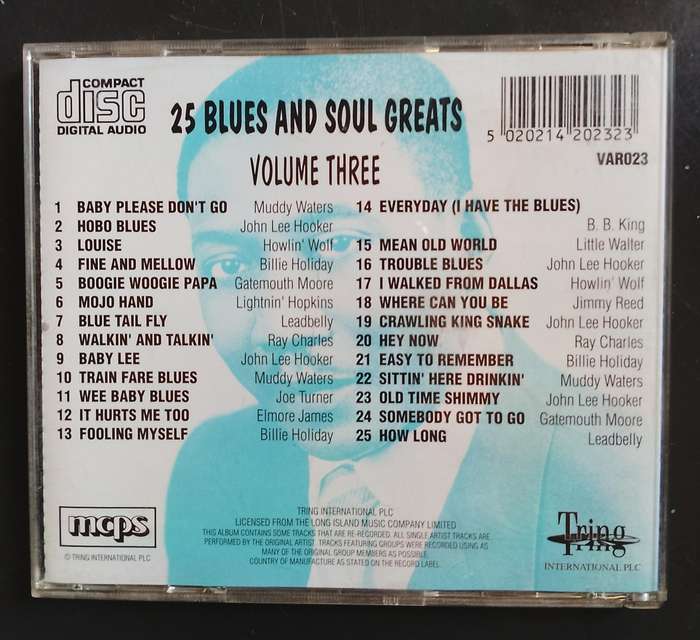 COMPACT
disc
DIGITAL AUDIO
25 BLUES AND SOUL GREATS
VOLUME THREE
5 020214 202323
VAR023
1 BABY PLEASE DON'T GO Muddy Waters
2 HOBO BLUES John Lee Hooker
3 LOUISE Howlin' Wolf
4 FINE AND MELLOW Billie Holiday
5 BOOGIE WOOGIE PAPA Gatemouth Moore
6 MOJO HAND Lightnin' Hopkins
7 BLUE TAIL FLY Leadbelly
8 WALKIN' AND TALKIN' Ray Charles
9 BABY LEE John Lee Hooker
10 TRAIN FARE BLUES Muddy Waters
11 WEE BABY BLUES Joe Turner
12 IT HURTS ME TOO Elmore James
13 FOOLING MYSELF Billie Holiday
14 EVERYDAY (I HAVE THE BLUES)
B. B. King
15 MEAN OLD WORLD Little Walter
16 TROUBLE BLUES John Lee Hooker
17 I WALKED FROM DALLAS Howlin' Wolf
18 WHERE CAN YOU BE Jimmy Reed
19 CRAWLING KING SNAKE John Lee Hooker
20 HEY NOW Ray Charles
21 EASY TO REMEMBER Billie Holiday
22 SITTIN' HERE DRINKIN' Muddy Waters
23 OLD TIME SHIMMY John Lee Hooker
24 SOMEBODY GOT TO GO Gatemouth Moore
25 HOW LONG Leadbelly
mcps
© TRING INTERNATIONAL PLC
TRING INTERNATIONAL PLC
LICENSED FROM THE LONG ISLAND MUSIC COMPANY LIMITED
THIS ALBUM CONTAINS SOME TRACKS THAT ARE RE-RECORDED. ALL SINGLE ARTIST TRACKS ARE
PERFORMED BY THE ORIGINAL ARTIST. TRACKS FEATURING GROUPS WERE RECORDED USING AS
MANY OF THE ORIGINAL GROUP MEMBERS AS POSSIBLE.
COUNTRY OF MANUFACTURE AS STATED ON THE RECORD LABEL.
Tring
INTERNATIONAL PLC